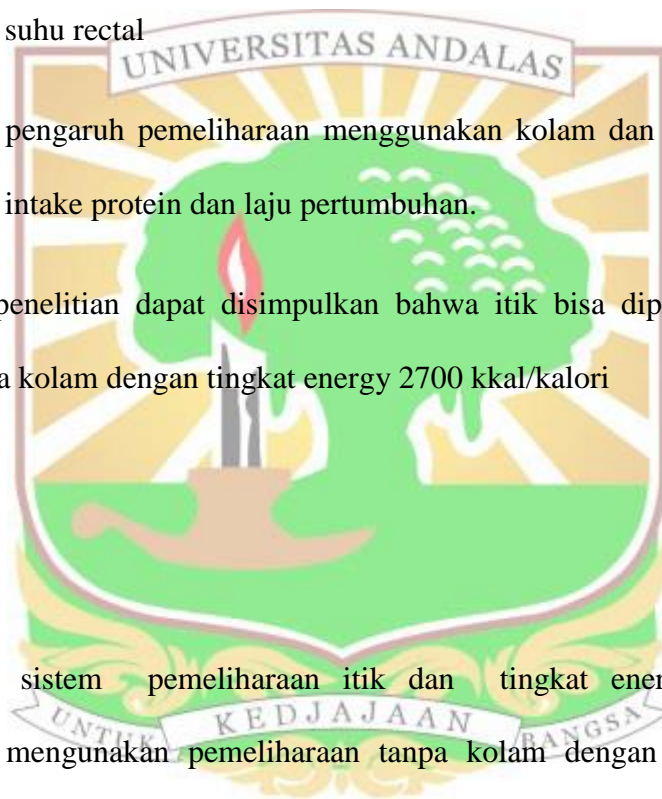 suhu rectal
UNIVERSITAS ANDALAS
pengaruh pemeliharaan menggunakan kolam dan
intake protein dan laju pertumbuhan.
penelitian dapat disimpulkan bahwa itik bisa dip
a kolam dengan tingkat energy 2700 kkal/kalori
sistem pemeliharaan itik dan tingkat ener
UNTUK KEDJAJAAN BANGSA
mengunakan pemeliharaan tanpa kolam dengan